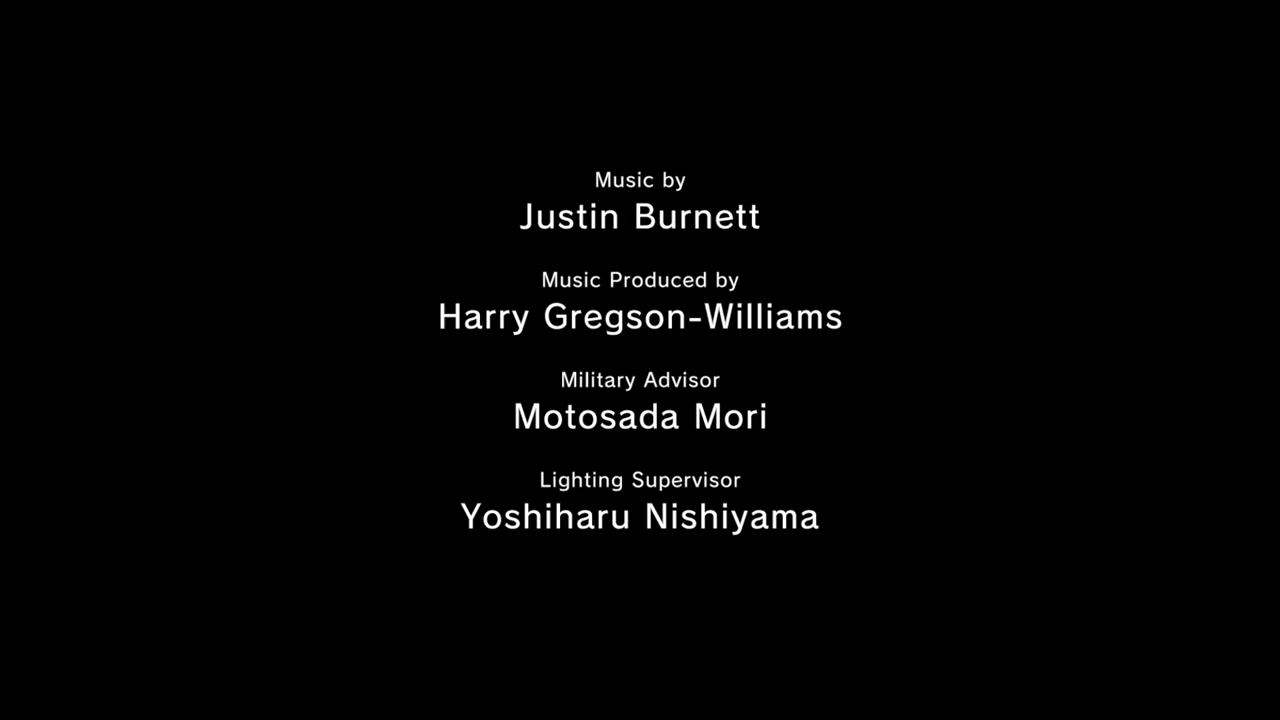 Music by
Justin Burnett
Music Produced by
Harry Gregson-Williams
Military Advisor
Motosada Mori
Lighting Supervisor
Yoshiharu Nishiyama